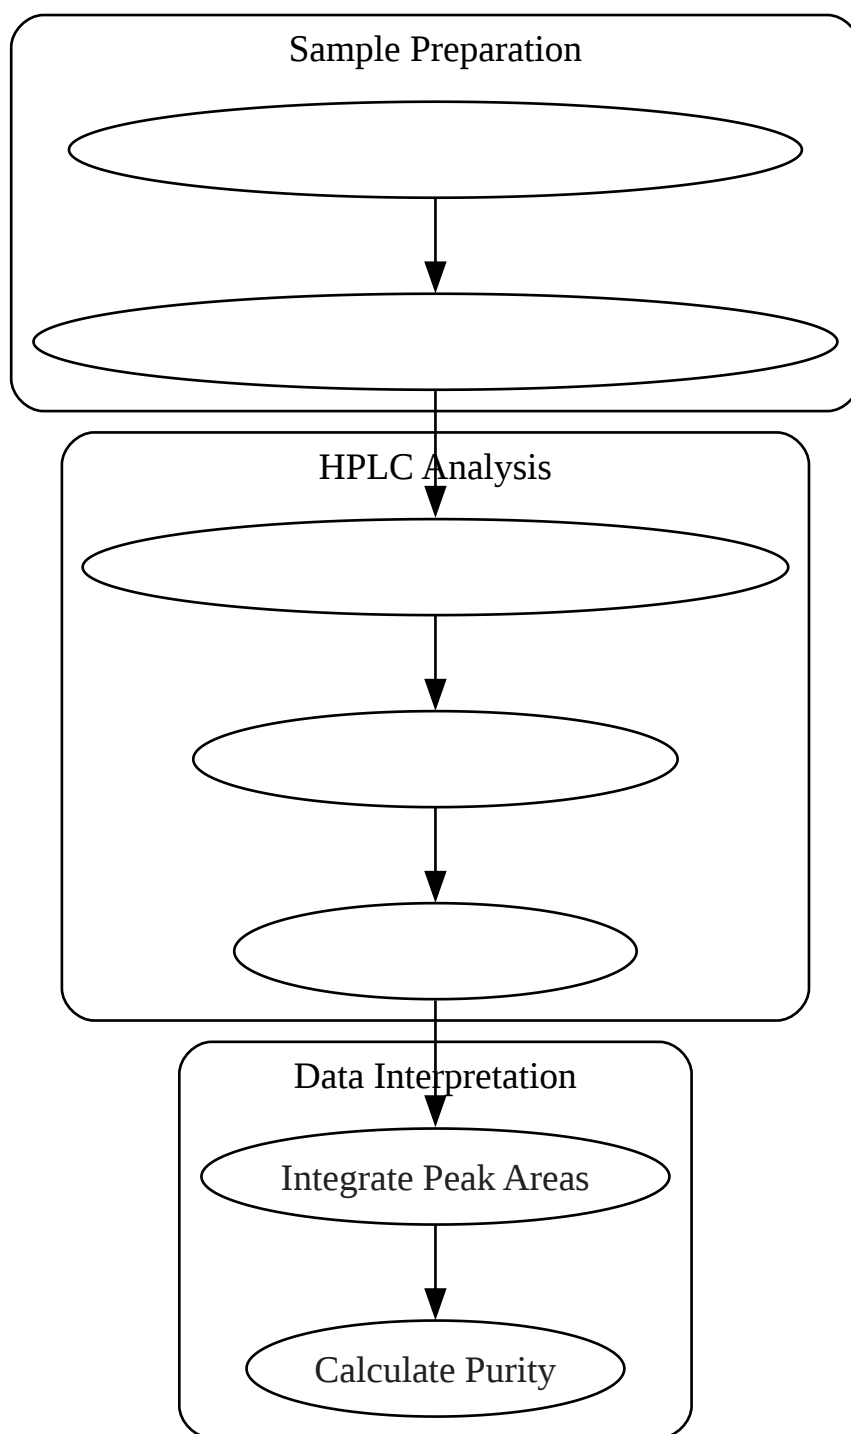 Sample Preparation
HPLC Analysis
Data Interpretation
Integrate Peak Areas
Calculate Purity